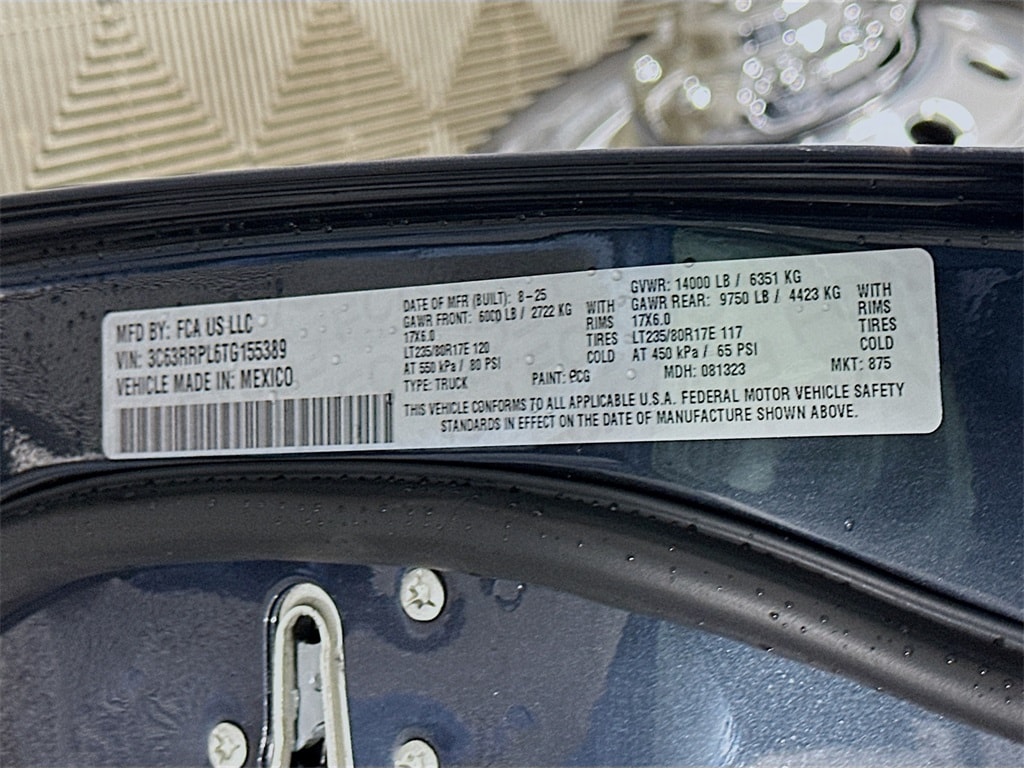 MFD BY: FCA US LLC
VIN: 3C63RRPL6TG155389
VEHICLE MADE IN: MEXICO
DATE OF MFR (BUILT): 8-25
GAWR FRONT: 6000 LB / 2722 KG
17X6.0
LT235/80R17E 120
AT 550 kPa / 80 PSI
WITH
RIMS
TIRES
COLD
TYPE: TRUCK PAINT: PCG
GVWR: 14000 LB / 6351 KG
GAWR REAR: 9750 LB / 4423 KG
17X6.0
LT235/80R17E 117
AT 450 kPa / 65 PSI
WITH
RIMS
TIRES
COLD
MDH: 081323 MKT: 875
THIS VEHICLE CONFORMS TO ALL APPLICABLE U.S.A. FEDERAL MOTOR VEHICLE SAFETY
STANDARDS IN EFFECT ON THE DATE OF MANUFACTURE SHOWN ABOVE.